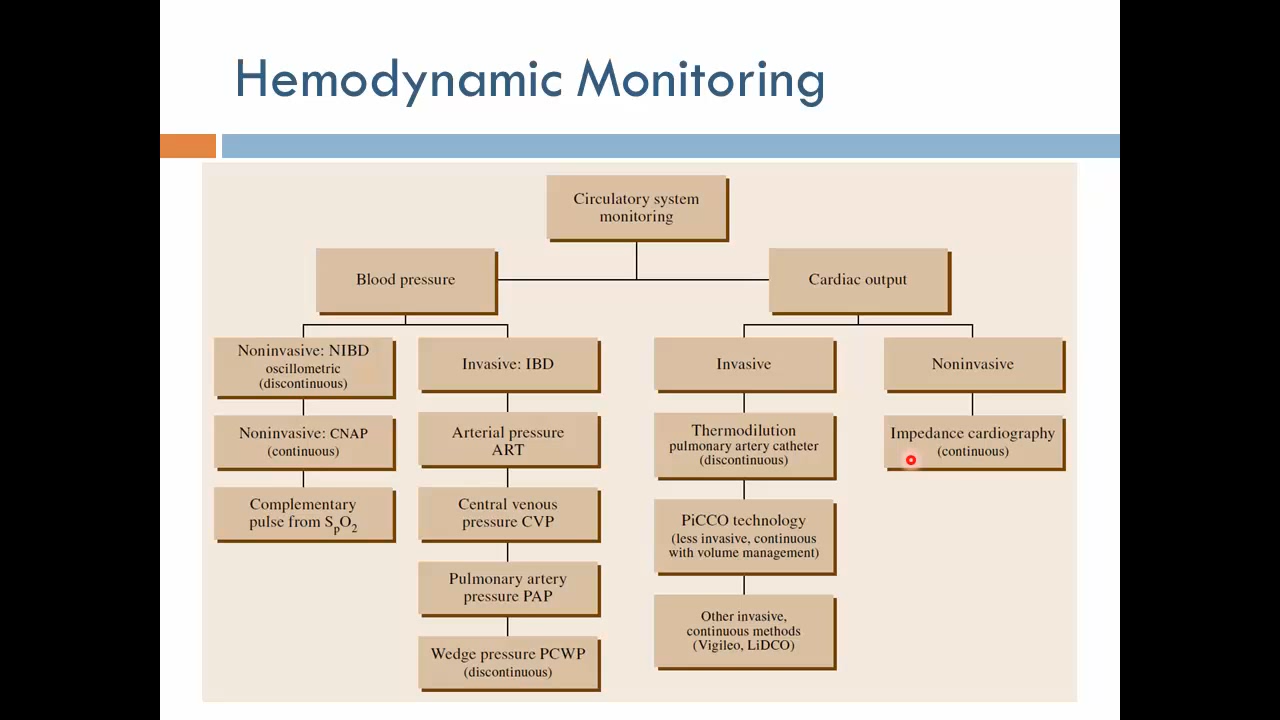 Hemodynamic Monitoring
Circulatory system
monitoring
Blood pressure
Cardiac output
Noninvasive: NIBD
oscillometric
(discontinuous)
Noninvasive: CNAP
(continuous)
Complementary
pulse from SpO2
Invasive: IBD
Arterial pressure
ART
Central venous
pressure CVP
Pulmonary artery
pressure PAP
Wedge pressure PCWP
(discontinuous)
Invasive
Thermodilution
pulmonary artery catheter
(discontinuous)
PiCCO technology
(less invasive, continuous
with volume management)
Other invasive,
continuous methods
(Vigileo, LiDCO)
Noninvasive
Impedance cardiography
(continuous)